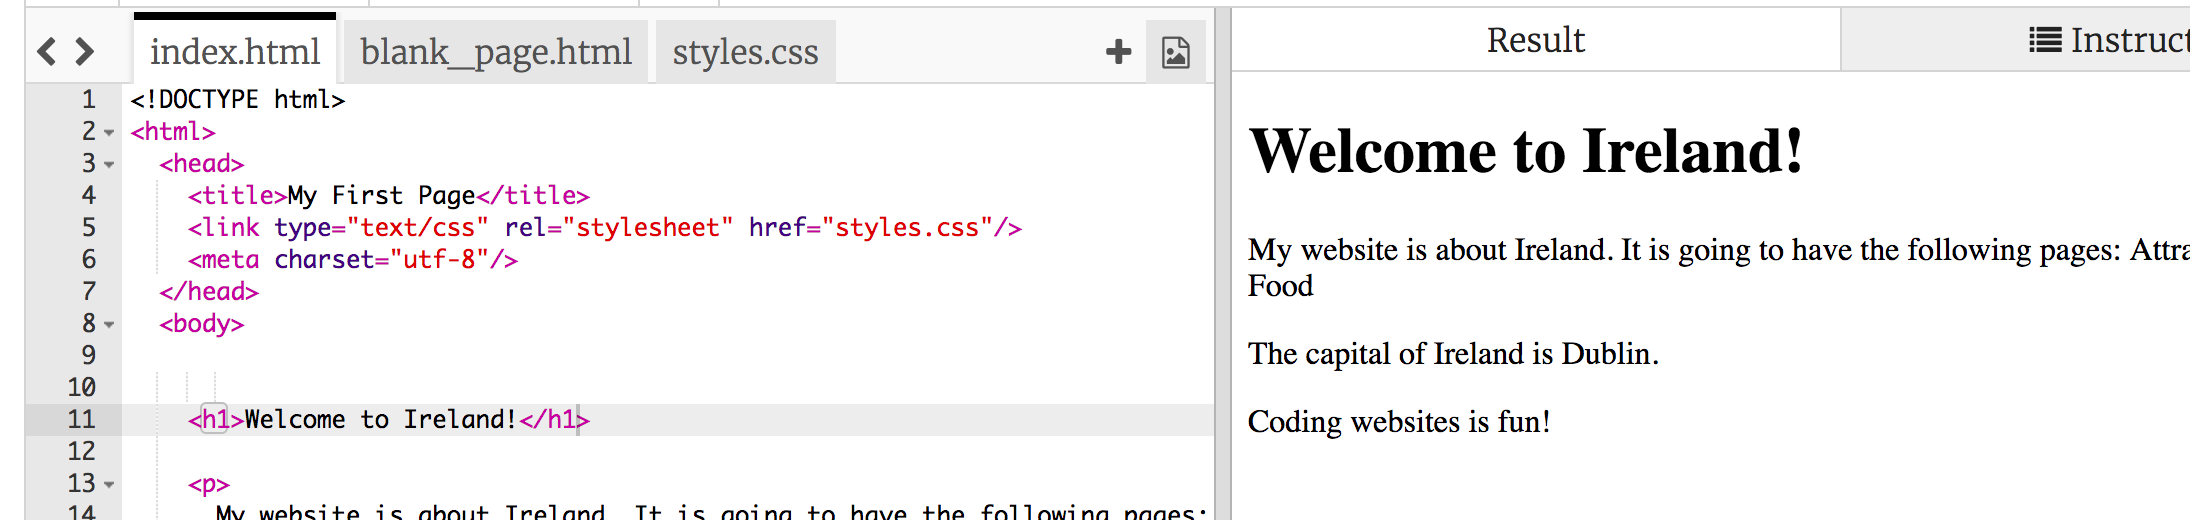 index.html
blank_page.html
styles.css
1 <!DOCTYPE html>
2 <html>
3 <head>
4 <title>My First Page</title>
5 <link type="text/css" rel="stylesheet" href="styles.css"/>
6 <meta charset="utf-8"/>
7 </head>
8 <body>
9
10
11 <h1>Welcome to Ireland!</h1>
12
13 <p>
14 My website is about Ireland. It is going to have the following pages:
Result
Instruct
Welcome to Ireland!
My website is about Ireland. It is going to have the following pages: Attra
Food
The capital of Ireland is Dublin.
Coding websites is fun!